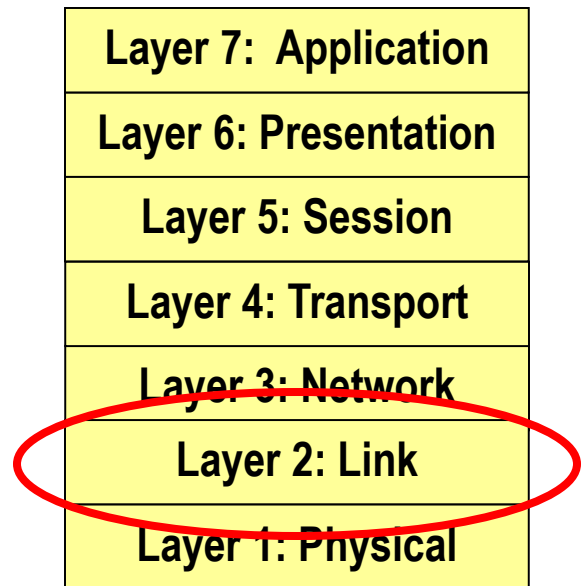 Layer 7:  Application
Layer 6: Presentation
Layer 5: Session
Layer 4: Transport
Layer 3: Network
Layer 2: Link
Layer 1: Physical